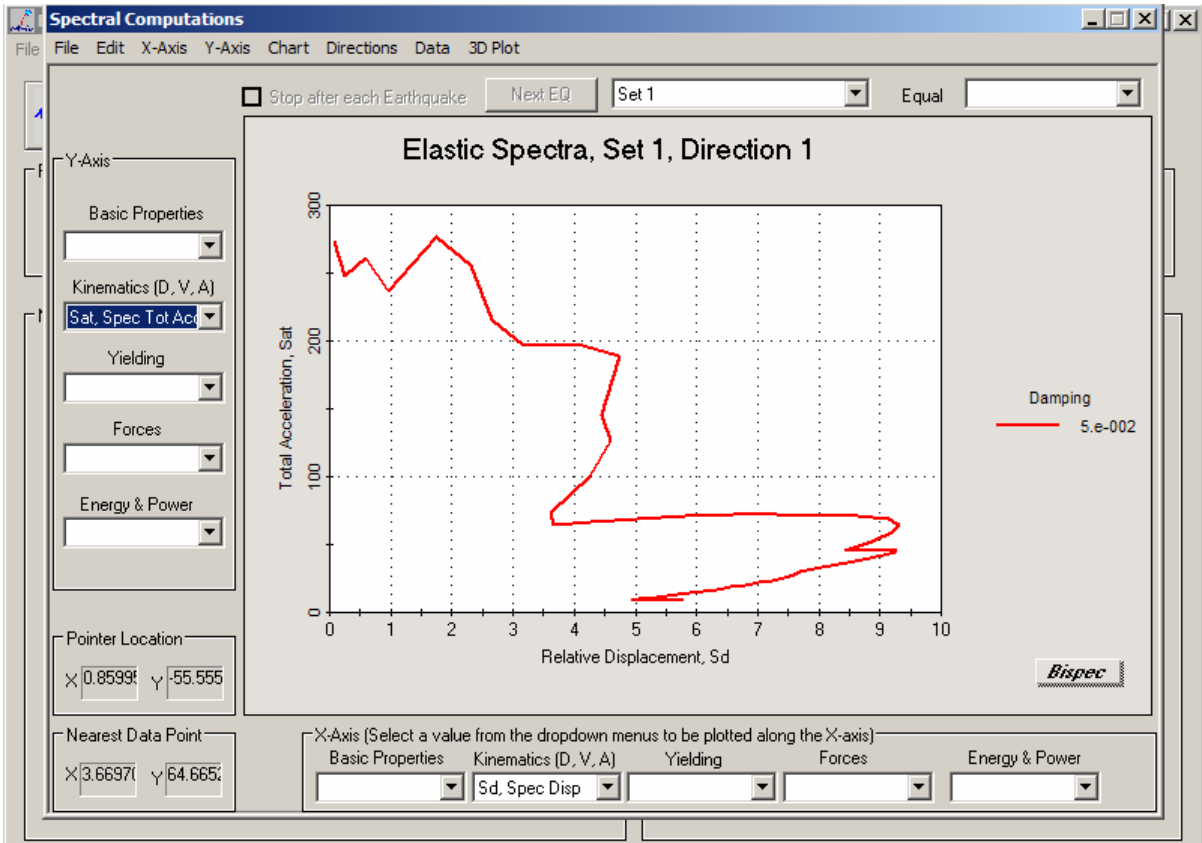 Spectral Computations
File
File Edit X-Axis Y-Axis Chart Directions Data 3D Plot
Stop after each Earthquake Next EQ Set 1 Equal
Y-Axis
Basic Properties
Kinematics (D, V, A)
Sat, Spec Tot Acc
Yielding
Forces
Energy & Power
Elastic Spectra, Set 1, Direction 1
Total Acceleration, Sat
300
200
100
0
0 1 2 3 4 5 6 7 8 9 10
Relative Displacement, Sd
Damping
5.e-002
Bispec
Pointer Location
X 0.85995 Y -55.555
Nearest Data Point
X 3.66970 Y 64.6652
X-Axis (Select a value from the dropdown menus to be plotted along the X-axis)
Basic Properties Kinematics (D, V, A) Yielding Forces Energy & Power
Sd, Spec Disp